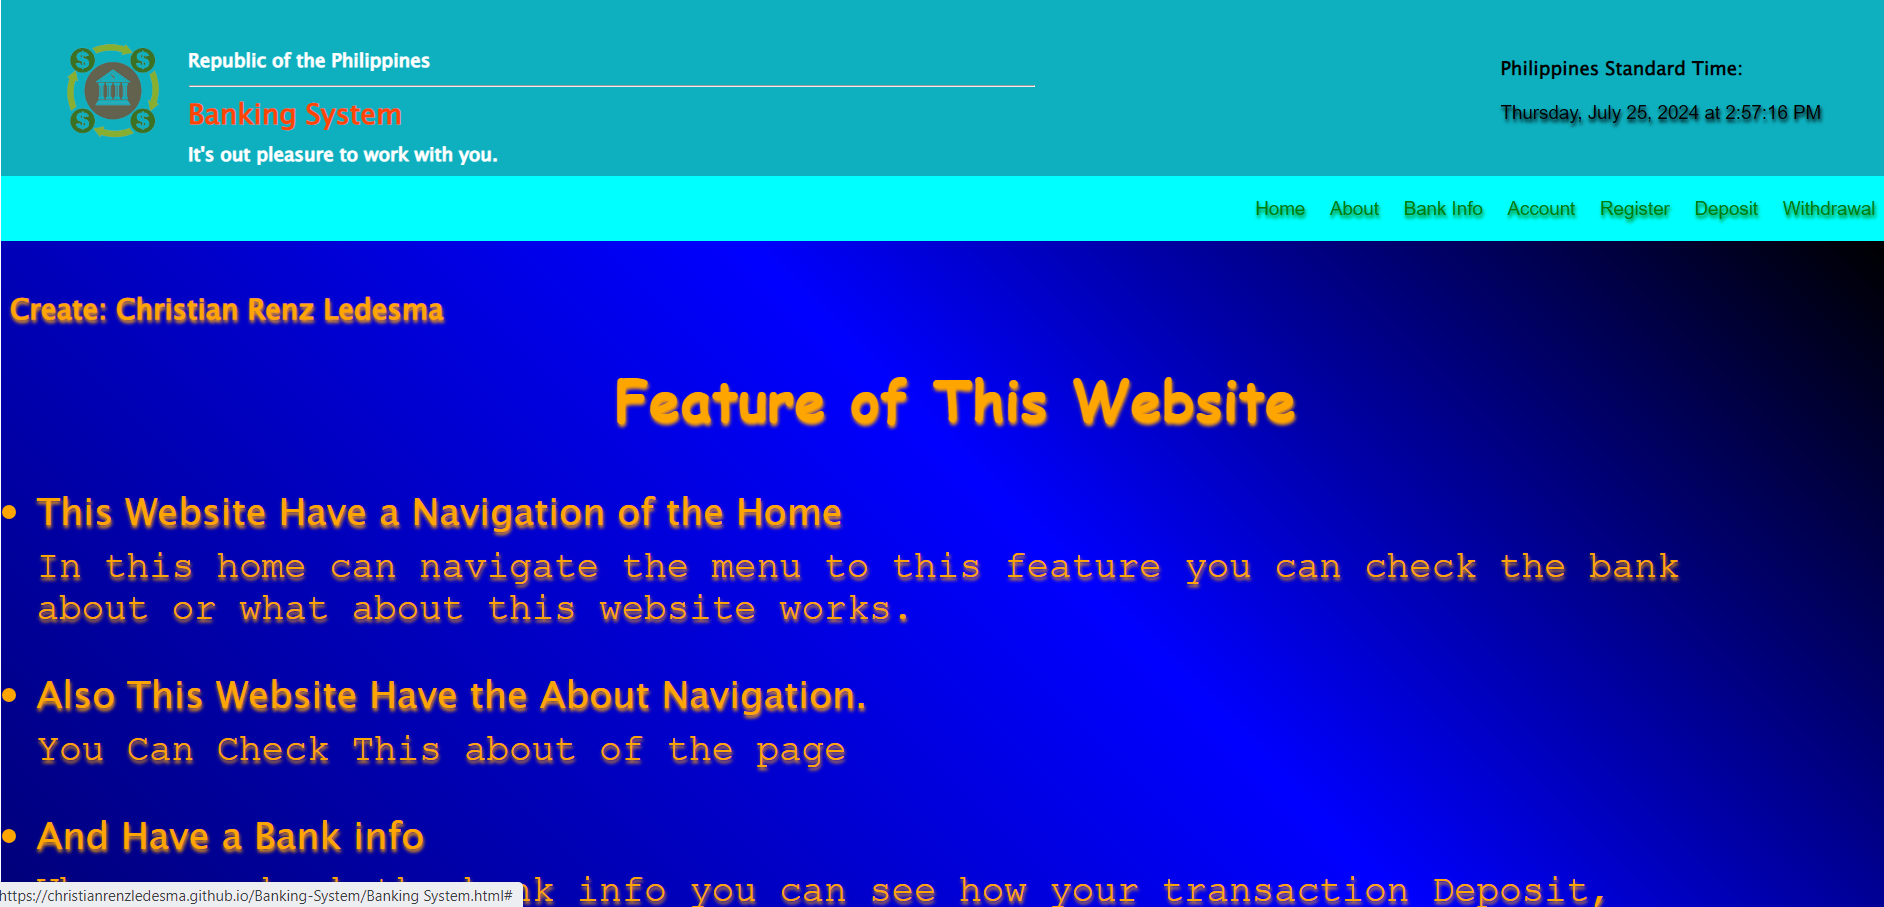 Republic of the Philippines
Banking System
It's out pleasure to work with you.
Philippines Standard Time:
Thursday, July 25, 2024 at 2:57:16 PM
Home About Bank Info Account Register Deposit Withdrawal
Create: Christian Renz Ledesma
Feature of This Website
This Website Have a Navigation of the Home
In this home can navigate the menu to this feature you can check the bank
about or what about this website works.
Also This Website Have the About Navigation.
You Can Check This about of the page
And Have a Bank info
info you can see how your transaction Deposit,
https://christianrenzledesma.github.io/Banking-System/Banking System.html#